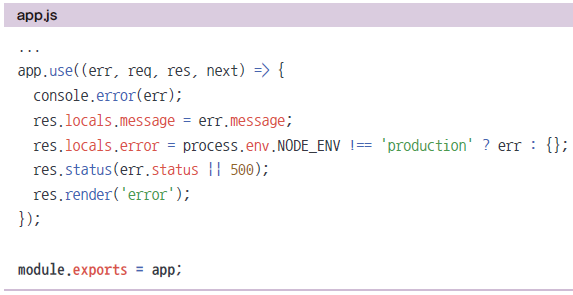 app.js
...
app.use((err, req, res, next) => {
  console.error(err);
  res.locals.message = err.message;
  res.locals.error = process.env.NODE_ENV !== 'production' ? err : {};
  res.status(err.status || 500);
  res.render('error');
});

module.exports = app;